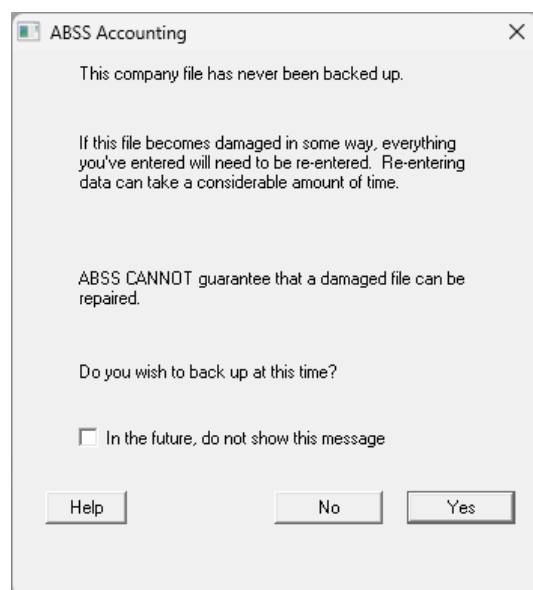 ABSS Accounting
This company file has never been backed up.
If this file becomes damaged in some way, everything
you've entered will need to be re-entered.  Re-entering
data can take a considerable amount of time.
ABSS CANNOT guarantee that a damaged file can be
repaired.
Do you wish to back up at this time?
In the future, do not show this message
Help
No
Yes